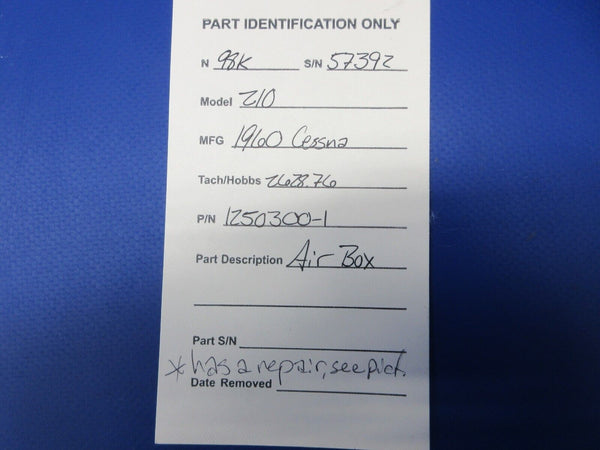 PART IDENTIFICATION ONLY
N 98K S/N 57392
Model 210
MFG 1960 Cessna
Tach/Hobbs 2628.76
P/N 1250300-1
Part Description Air Box
Part S/N
* has a repair, see pict.
Date Removed